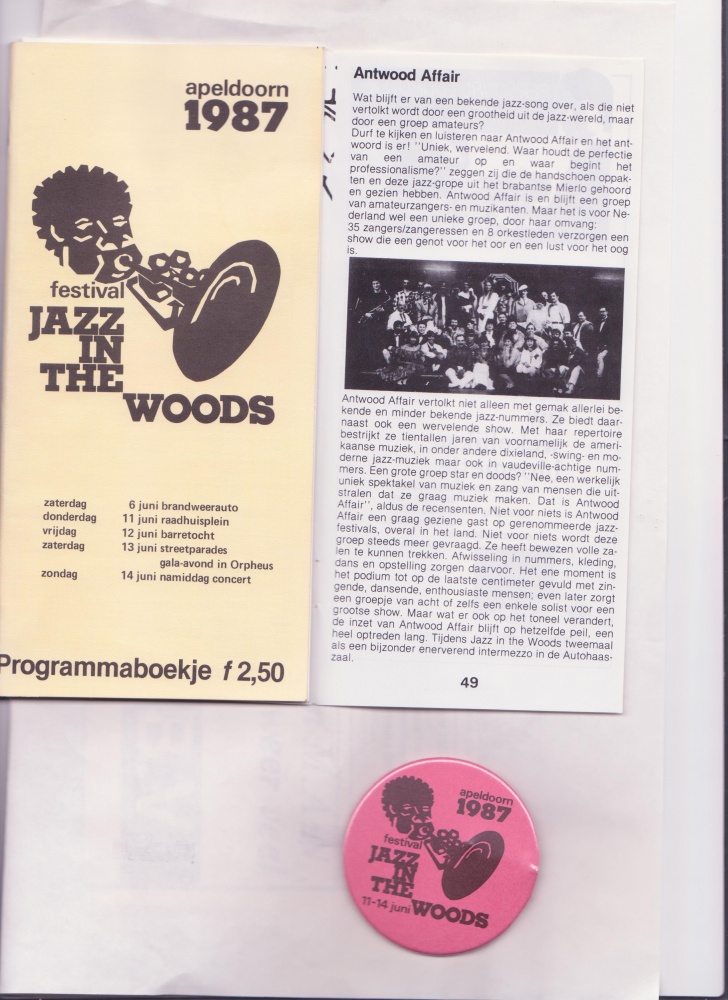 apeldoorn
1987
festival
JAZZ
IN
THE
WOODS
zaterdag 6 juni brandweerauto
donderdag 11 juni raadhuisplein
vrijdag 12 juni barretocht
zaterdag 13 juni streetparades
gala-avond in Orpheus
zondag 14 juni namiddag concert
Programmaboekje f 2,50
Antwood Affair
Wat blijft er van een bekende jazz-song over, als die niet
vertolkt wordt door een grootheid uit de jazz-wereld, maar
door een groep amateurs?
Durf te kijken en luisteren naar Antwood Affair en het ant-
woord is er! "Uniek, wervelend. Waar houdt de perfectie
van een amateur op en waar begint het
professionalisme?" zeggen zij die de handschoen oppak-
ten en deze jazz-grope uit het brabantse Mierlo gehoord
en gezien hebben. Antwood Affair is en blijft een groep
van amateurzangers- en muzikanten. Maar het is voor Ne-
derland wel een unieke groep, door haar omvang:
35 zangers/zangeressen en 8 orkestleden verzorgen een
show die een genot voor het oor en een lust voor het oog
is.
Antwood Affair vertolkt niet alleen met gemak allerlei be-
kende en minder bekende jazz-nummers. Ze biedt daar-
naast ook een wervelende show. Met haar repertoire
bestrijkt ze tientallen jaren van voornamelijk de ameri-
kaanse muziek, in onder andere dixieland, -swing- en mo-
derne jazz-muziek maar ook in vaudeville-achtige num-
mers. Een grote groep star en doods? "Nee, een werkelijk
uniek spektakel van muziek en zang van mensen die uit-
stralen dat ze graag muziek maken. Dat is Antwood
Affair", aldus de recensenten. Niet voor niets is Antwood
Affair een graag geziene gast op gerenommeerde jazz-
festivals, overal in het land. Niet voor niets wordt deze
groep steeds meer gevraagd. Ze heeft bewezen volle za-
len te kunnen trekken. Afwisseling in nummers, kleding,
dans en opstelling zorgen daarvoor. Het ene moment is
het podium tot op de laatste centimeter gevuld met zin-
gende, dansende, enthousiaste mensen; even later zorgt
een groepje van acht of zelfs een enkele solist voor een
grootse show. Maar wat er ook op het toneel verandert,
de inzet van Antwood Affair blijft op hetzelfde peil, een
heel optreden lang. Tijdens Jazz in the Woods tweemaal
als een bijzonder enerverend intermezzo in de Autohaas-
zaal.
49
apeldoorn
1987
festival
JAZZ
IN
THE
11-14 juni WOODS